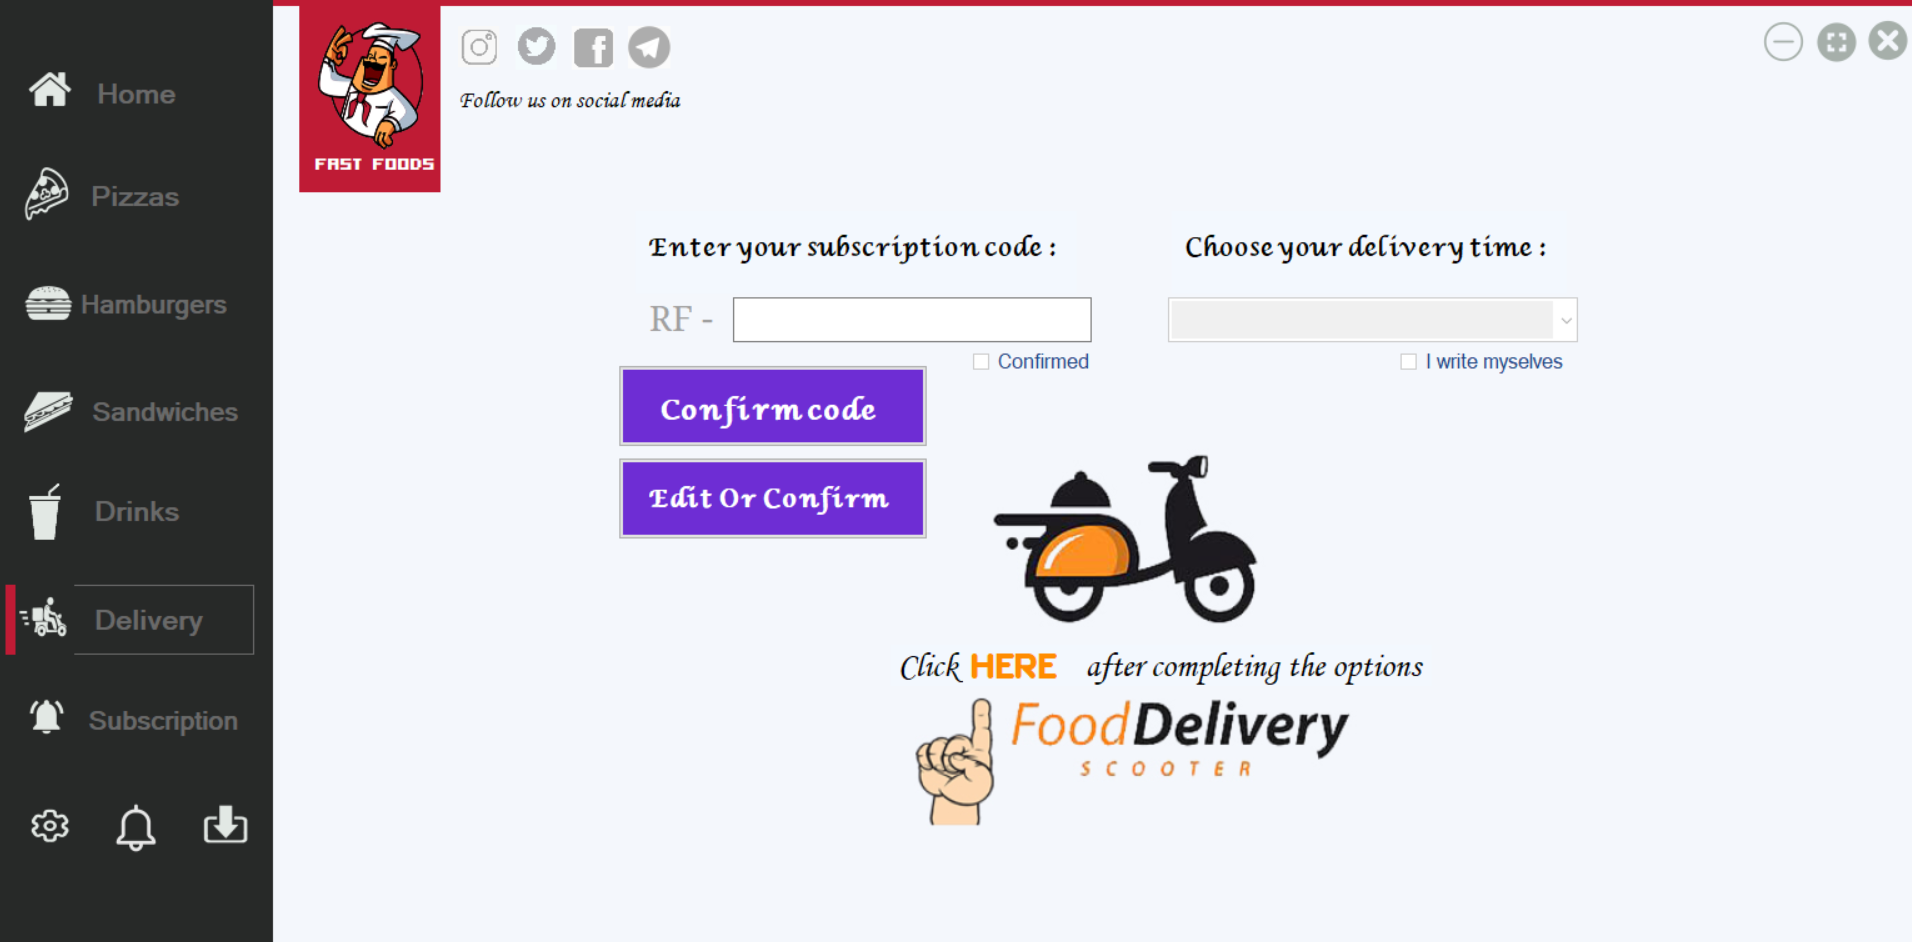 Home
Pizzas
Hamburgers
Sandwiches
Drinks
Delivery
Subscription
FAST FOODS
Follow us on social media
Enter your subscription code :
RF -
Confirmed
Confirm code
Edit Or Confirm
Choose your delivery time :
I write myselves
Click HERE after completing the options
FoodDelivery
SCOOTER